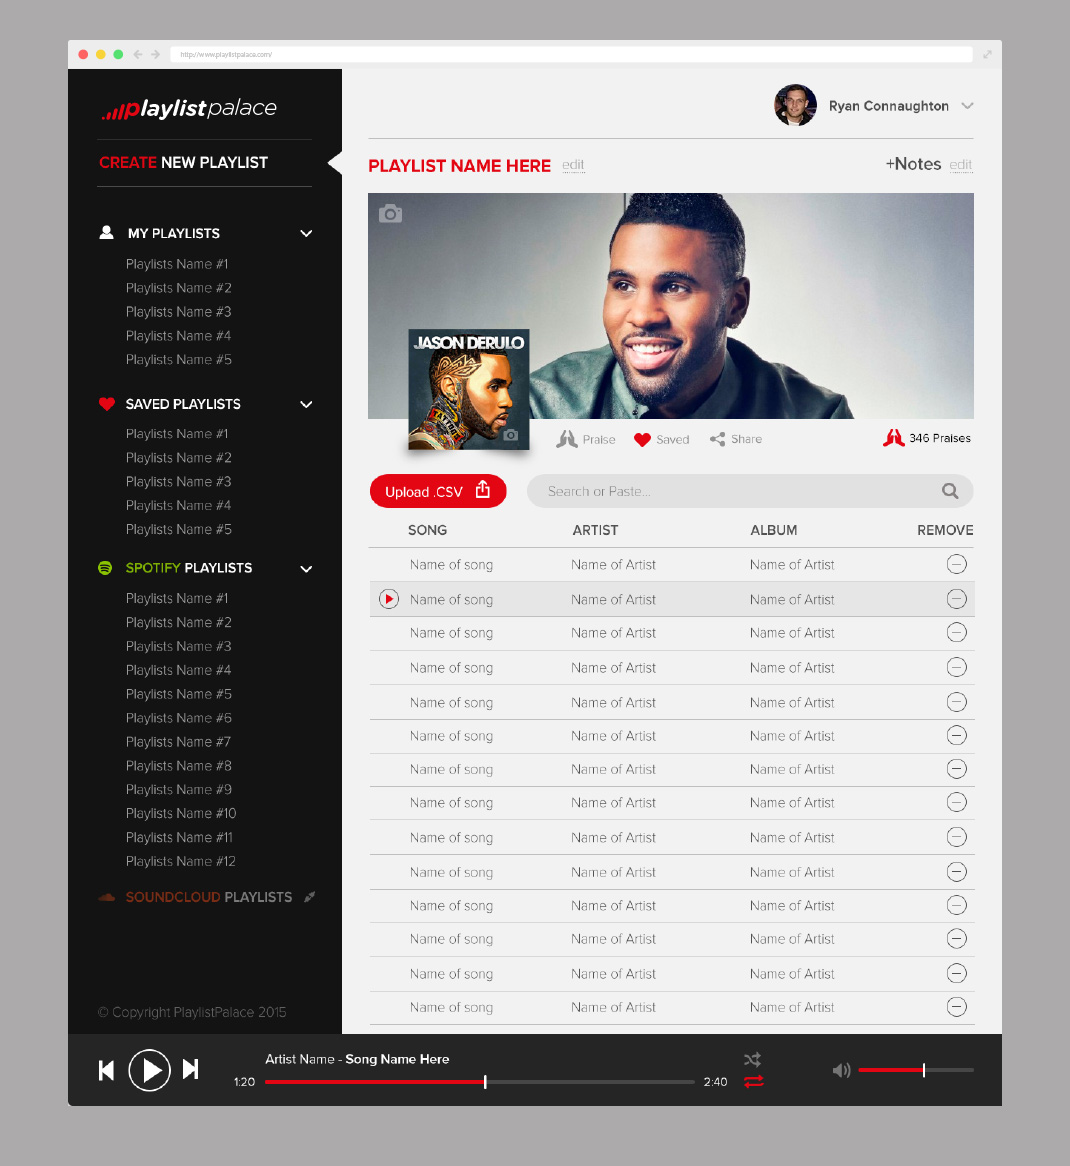 http://www.playlistpalace.com/
playlistpalace
CREATE NEW PLAYLIST
MY PLAYLISTS
Playlists Name #1
Playlists Name #2
Playlists Name #3
Playlists Name #4
Playlists Name #5
SAVED PLAYLISTS
Playlists Name #1
Playlists Name #2
Playlists Name #3
Playlists Name #4
Playlists Name #5
SPOTIFY PLAYLISTS
Playlists Name #1
Playlists Name #2
Playlists Name #3
Playlists Name #4
Playlists Name #5
Playlists Name #6
Playlists Name #7
Playlists Name #8
Playlists Name #9
Playlists Name #10
Playlists Name #11
Playlists Name #12
SOUNDCLOUD PLAYLISTS
© Copyright PlaylistPalace 2015
Ryan Connaughton
PLAYLIST NAME HERE edit +Notes edit
JASON DERULO
Praise Saved Share 346 Praises
Upload .CSV Search or Paste...
SONG ARTIST ALBUM REMOVE
Name of song Name of Artist Name of Artist
Name of song Name of Artist Name of Artist
Name of song Name of Artist Name of Artist
Name of song Name of Artist Name of Artist
Name of song Name of Artist Name of Artist
Name of song Name of Artist Name of Artist
Name of song Name of Artist Name of Artist
Name of song Name of Artist Name of Artist
Name of song Name of Artist Name of Artist
Name of song Name of Artist Name of Artist
Name of song Name of Artist Name of Artist
Name of song Name of Artist Name of Artist
Name of song Name of Artist Name of Artist
Name of song Name of Artist Name of Artist
Artist Name - Song Name Here
1:20 2:40